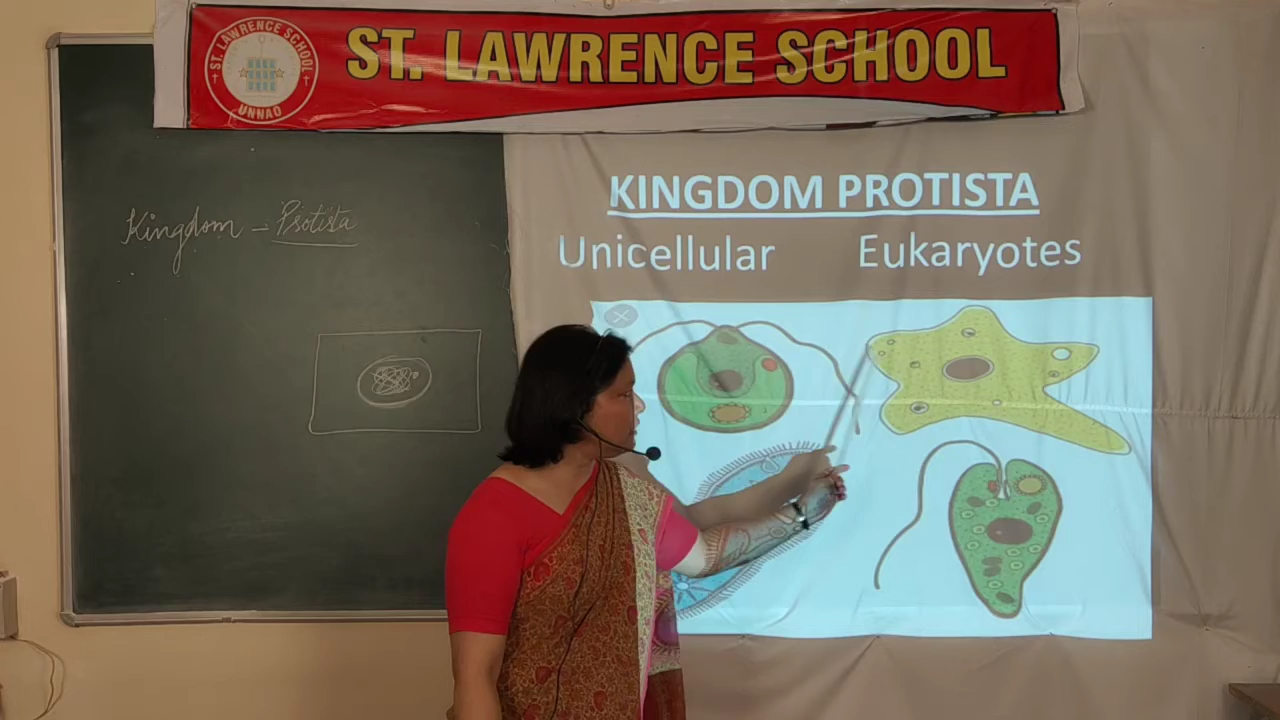 ST. LAWRENCE SCHOOL
ST. LAWRENCE SCHOOL
UNNAO
KINGDOM PROTISTA
Unicellular Eukaryotes
Kingdom - Protista